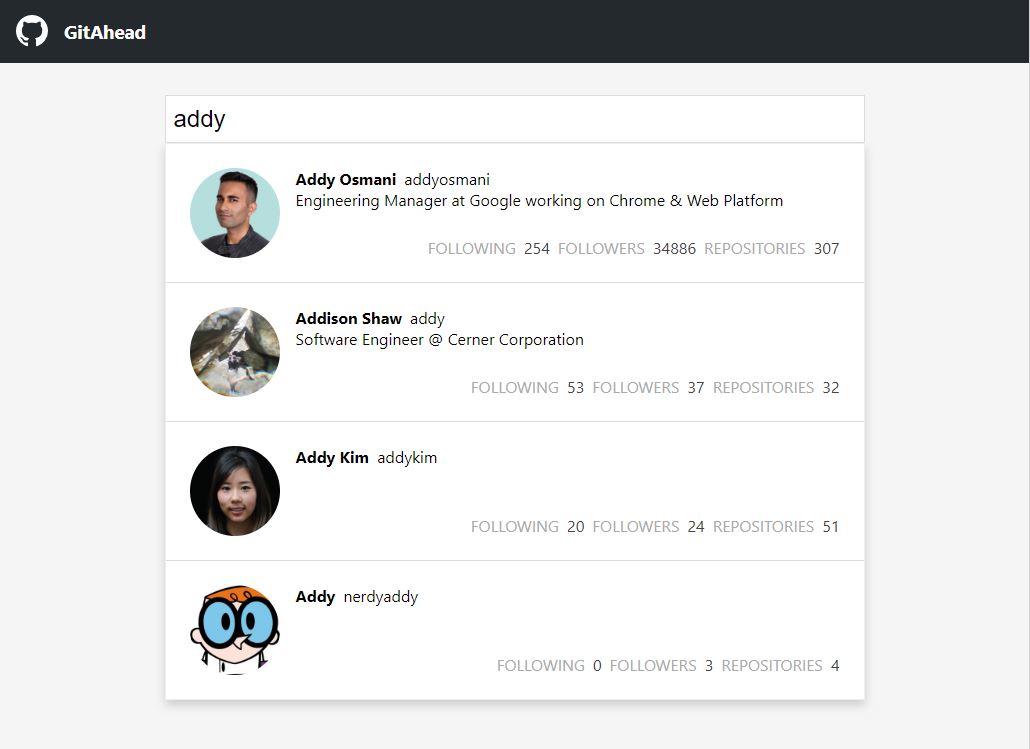 GitAhead
addy
Addy Osmani addyosmani
Engineering Manager at Google working on Chrome & Web Platform
FOLLOWING 254 FOLLOWERS 34886 REPOSITORIES 307
Addison Shaw addy
Software Engineer @ Cerner Corporation
FOLLOWING 53 FOLLOWERS 37 REPOSITORIES 32
Addy Kim addykim
FOLLOWING 20 FOLLOWERS 24 REPOSITORIES 51
Addy nerdyaddy
FOLLOWING 0 FOLLOWERS 3 REPOSITORIES 4